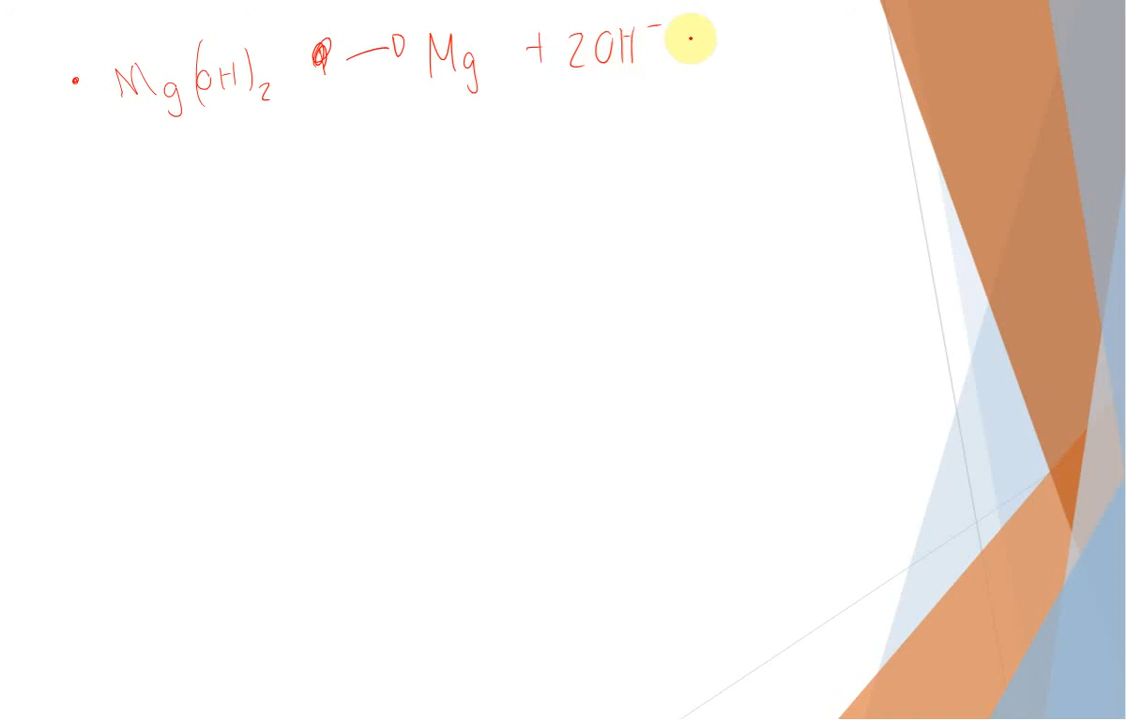 • Mg(OH)₂ → Mg + 2OH⁻